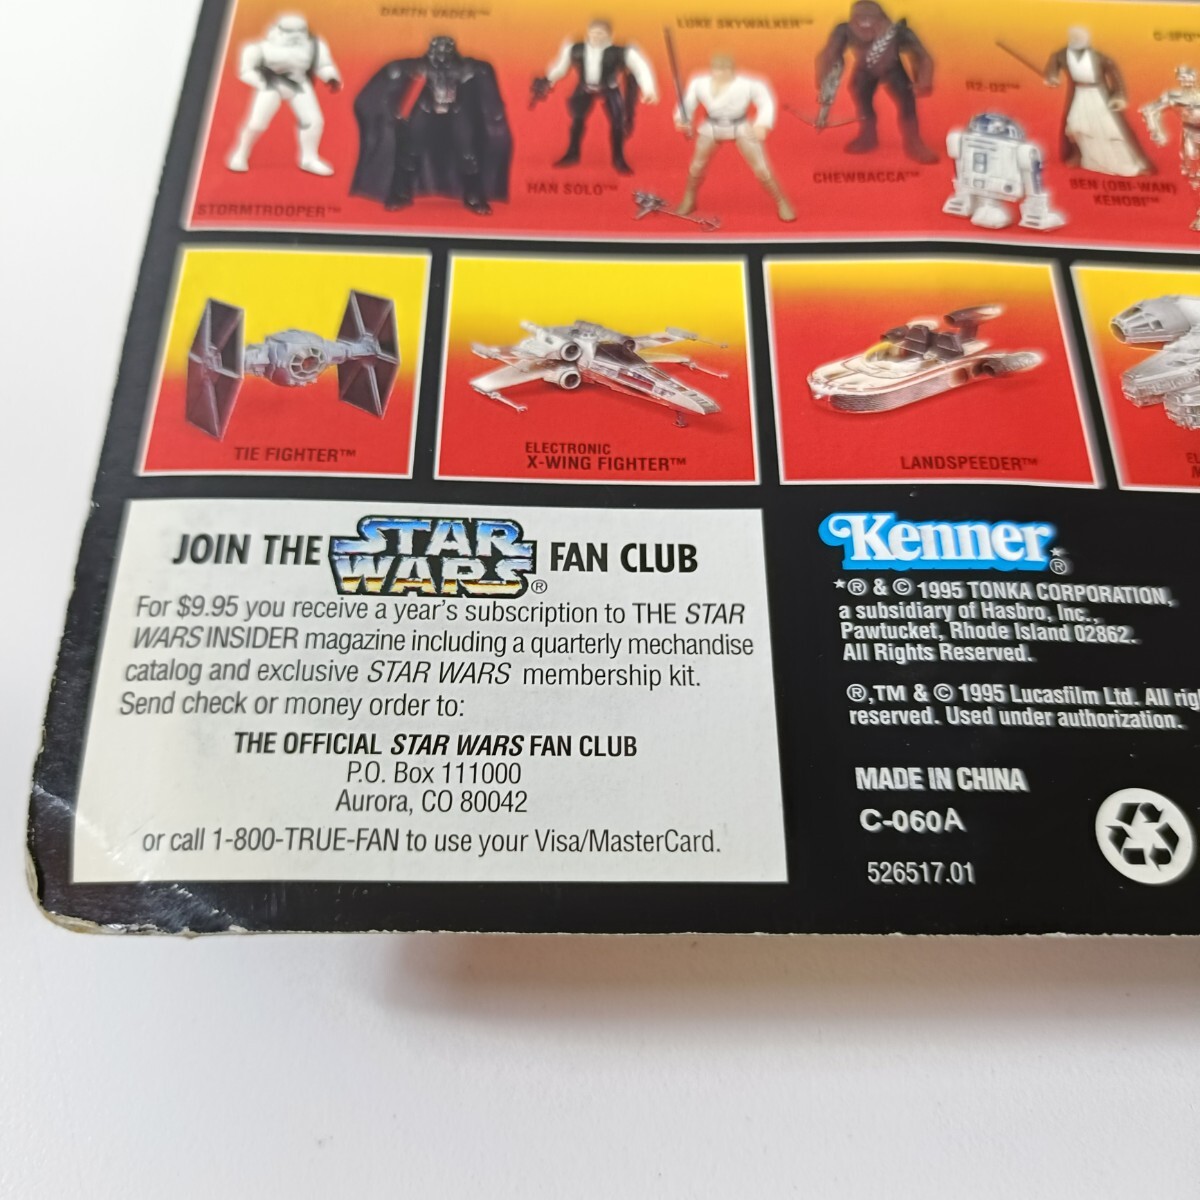 DARTH VADER™
LUKE SKYWALKER™
C-3PO™
R2-D2™
HAN SOLO™
CHEWBACCA™
BEN (OBI-WAN)
KENOBI™
STORMTROOPER™
TIE FIGHTER™
ELECTRONIC
X-WING FIGHTER™
LANDSPEEDER™
JOIN THE STAR WARS® FAN CLUB
For $9.95 you receive a year's subscription to THE STAR
WARS INSIDER magazine including a quarterly mechandise
catalog and exclusive STAR WARS membership kit.
Send check or money order to:
THE OFFICIAL STAR WARS FAN CLUB
P.O. Box 111000
Aurora, CO 80042
or call 1-800-TRUE-FAN to use your Visa/MasterCard.
Kenner*®
*® & © 1995 TONKA CORPORATION,
a subsidiary of Hasbro, Inc.,
Pawtucket, Rhode Island 02862.
All Rights Reserved.
®,TM & © 1995 Lucasfilm Ltd. All
reserved. Used under authorization.
MADE IN CHINA
C-060A
526517.01